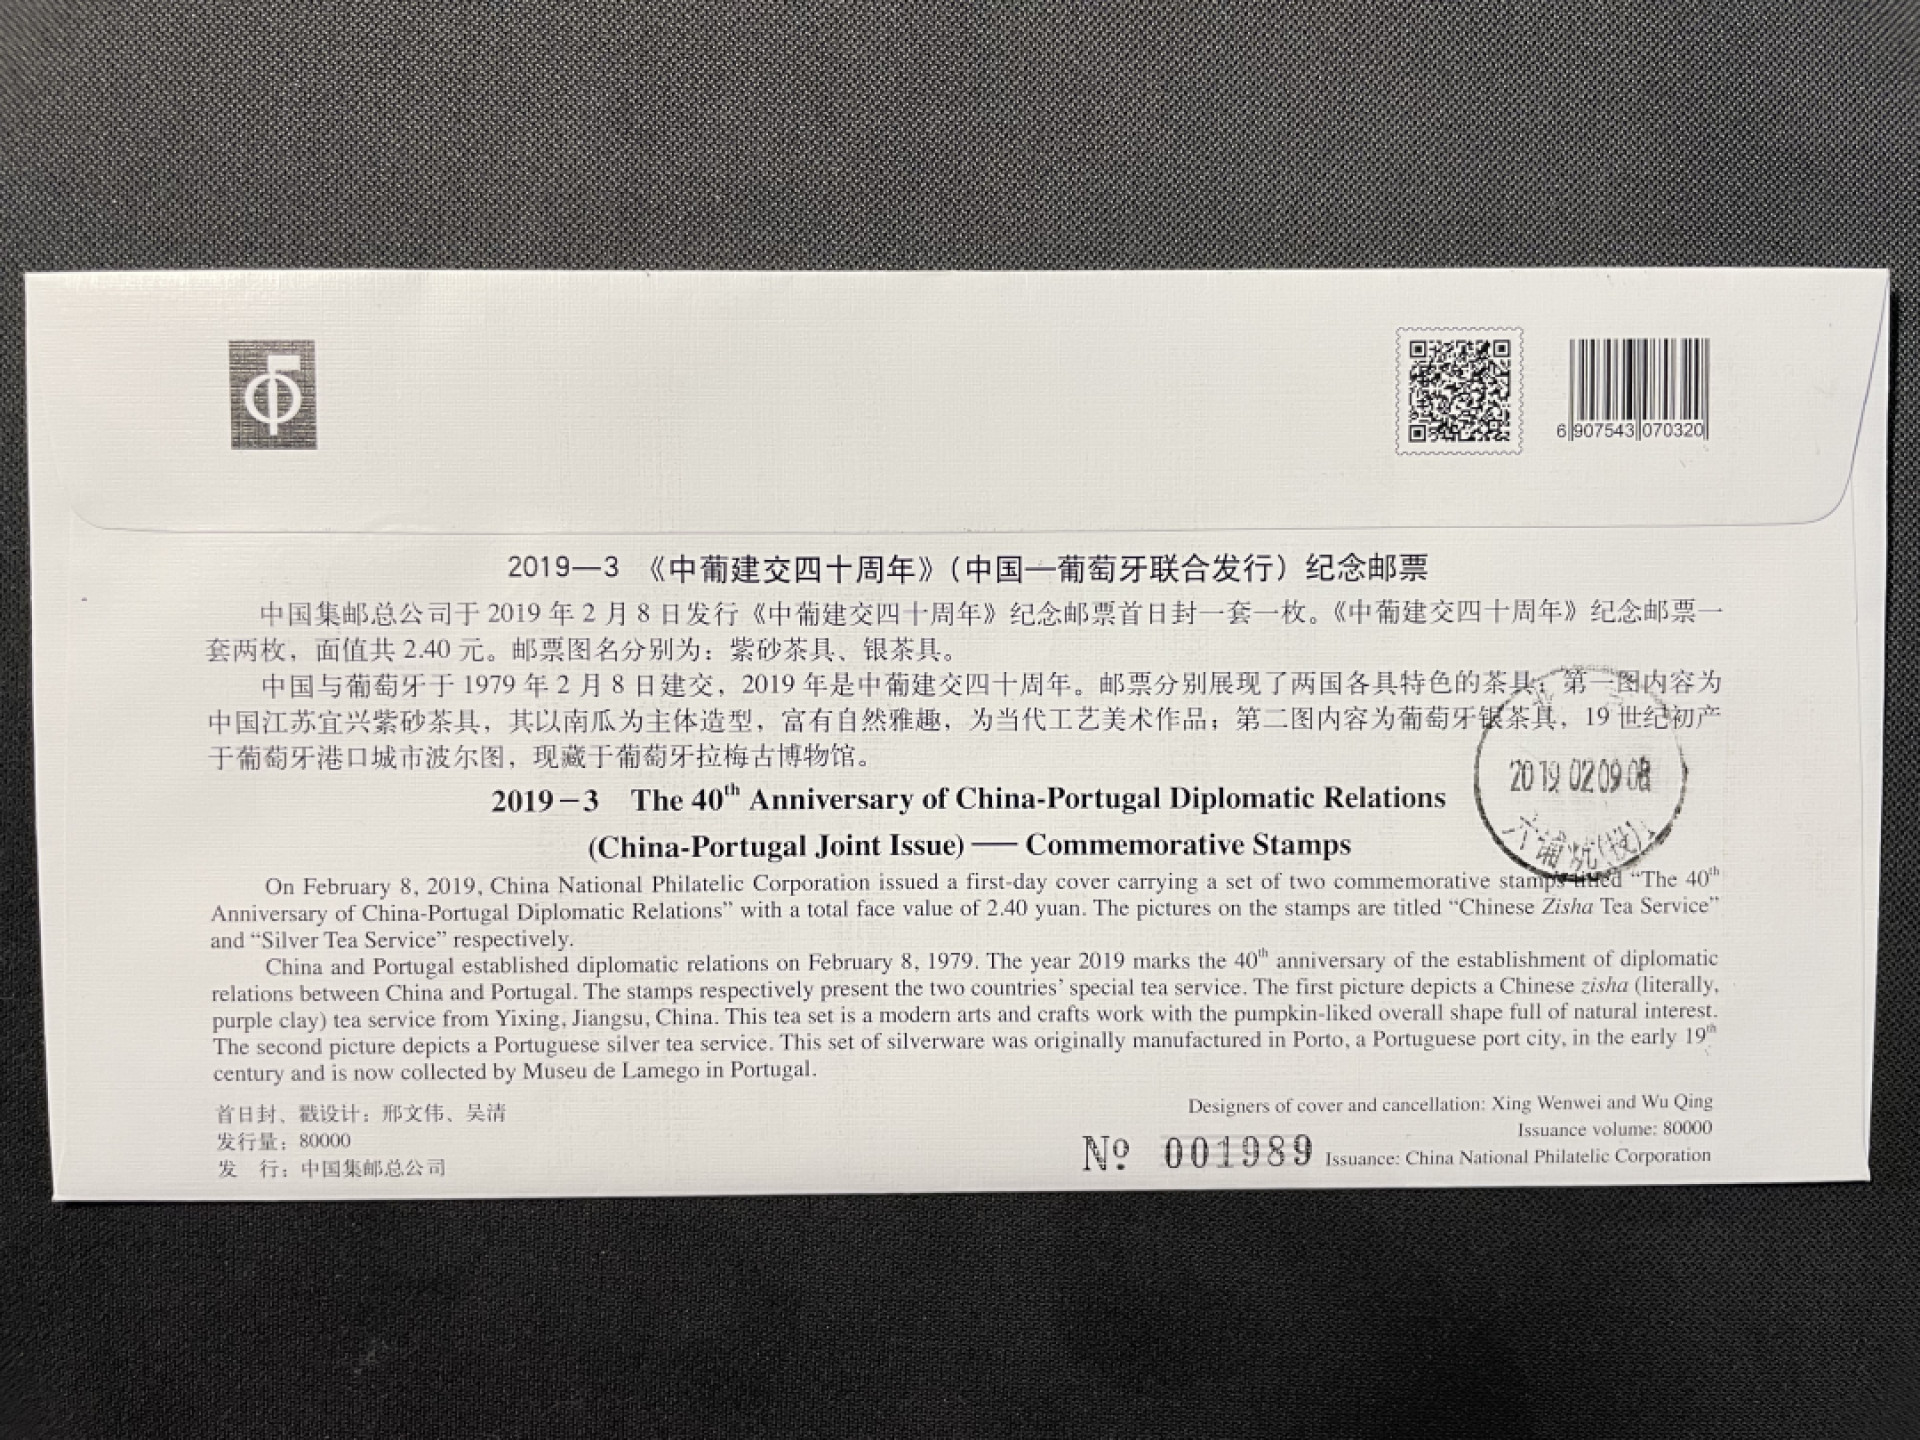 6 907543 070320
2019—3 《中葡建交四十周年》（中国—葡萄牙联合发行）纪念邮票
中国集邮总公司于 2019 年 2 月 8 日发行《中葡建交四十周年》纪念邮票首日封一套一枚。《中葡建交四十周年》纪念邮票一
套两枚，面值共 2.40 元。邮票图名分别为：紫砂茶具、银茶具。
中国与葡萄牙于 1979 年 2 月 8 日建交，2019 年是中葡建交四十周年。邮票分别展现了两国各具特色的茶具：第一图内容为
中国江苏宜兴紫砂茶具，其以南瓜为主体造型，富有自然雅趣，为当代工艺美术作品；第二图内容为葡萄牙银茶具，19 世纪初产
于葡萄牙港口城市波尔图，现藏于葡萄牙拉梅古博物馆。
2019.02.09.08
2019－3 The 40th Anniversary of China-Portugal Diplomatic Relations
(China-Portugal Joint Issue) — Commemorative Stamps
On February 8, 2019, China National Philatelic Corporation issued a first-day cover carrying a set of two commemorative stamps titled “The 40th
Anniversary of China-Portugal Diplomatic Relations” with a total face value of 2.40 yuan. The pictures on the stamps are titled “Chinese Zisha Tea Service”
and “Silver Tea Service” respectively.
China and Portugal established diplomatic relations on February 8, 1979. The year 2019 marks the 40th anniversary of the establishment of diplomatic
relations between China and Portugal. The stamps respectively present the two countries’ special tea service. The first picture depicts a Chinese zisha (literally,
purple clay) tea service from Yixing, Jiangsu, China. This tea set is a modern arts and crafts work with the pumpkin-liked overall shape full of natural interest.
The second picture depicts a Portuguese silver tea service. This set of silverware was originally manufactured in Porto, a Portuguese port city, in the early 19th
century and is now collected by Museu de Lamego in Portugal.
首日封、戳设计：邢文伟、吴清
发行量：80000
发 行：中国集邮总公司
Designers of cover and cancellation: Xing Wenwei and Wu Qing
Issuance volume: 80000
Nº 001989
Issuance: China National Philatelic Corporation